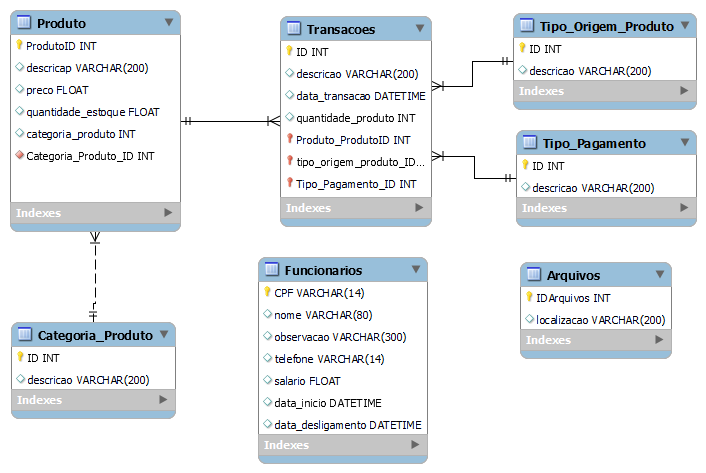 Produto
ProdutoID INT
descricap VARCHAR(200)
preco FLOAT
quantidade_estoque FLOAT
categoria_produto INT
Categoria_Produto_ID INT
Indexes
Transacoes
ID INT
descricao VARCHAR(200)
data_transacao DATETIME
quantidade_produto INT
Produto_ProdutoID INT
tipo_origem_produto_ID...
Tipo_Pagamento_ID INT
Indexes
Tipo_Origem_Produto
ID INT
descricao VARCHAR(200)
Indexes
Tipo_Pagamento
ID INT
descricao VARCHAR(200)
Indexes
Categoria_Produto
ID INT
descricao VARCHAR(200)
Indexes
Funcionarios
CPF VARCHAR(14)
nome VARCHAR(80)
observacao VARCHAR(300)
telefone VARCHAR(14)
salario FLOAT
data_inicio DATETIME
data_desligamento DATETIME
Indexes
Arquivos
IDArquivos INT
localizacao VARCHAR(200)
Indexes